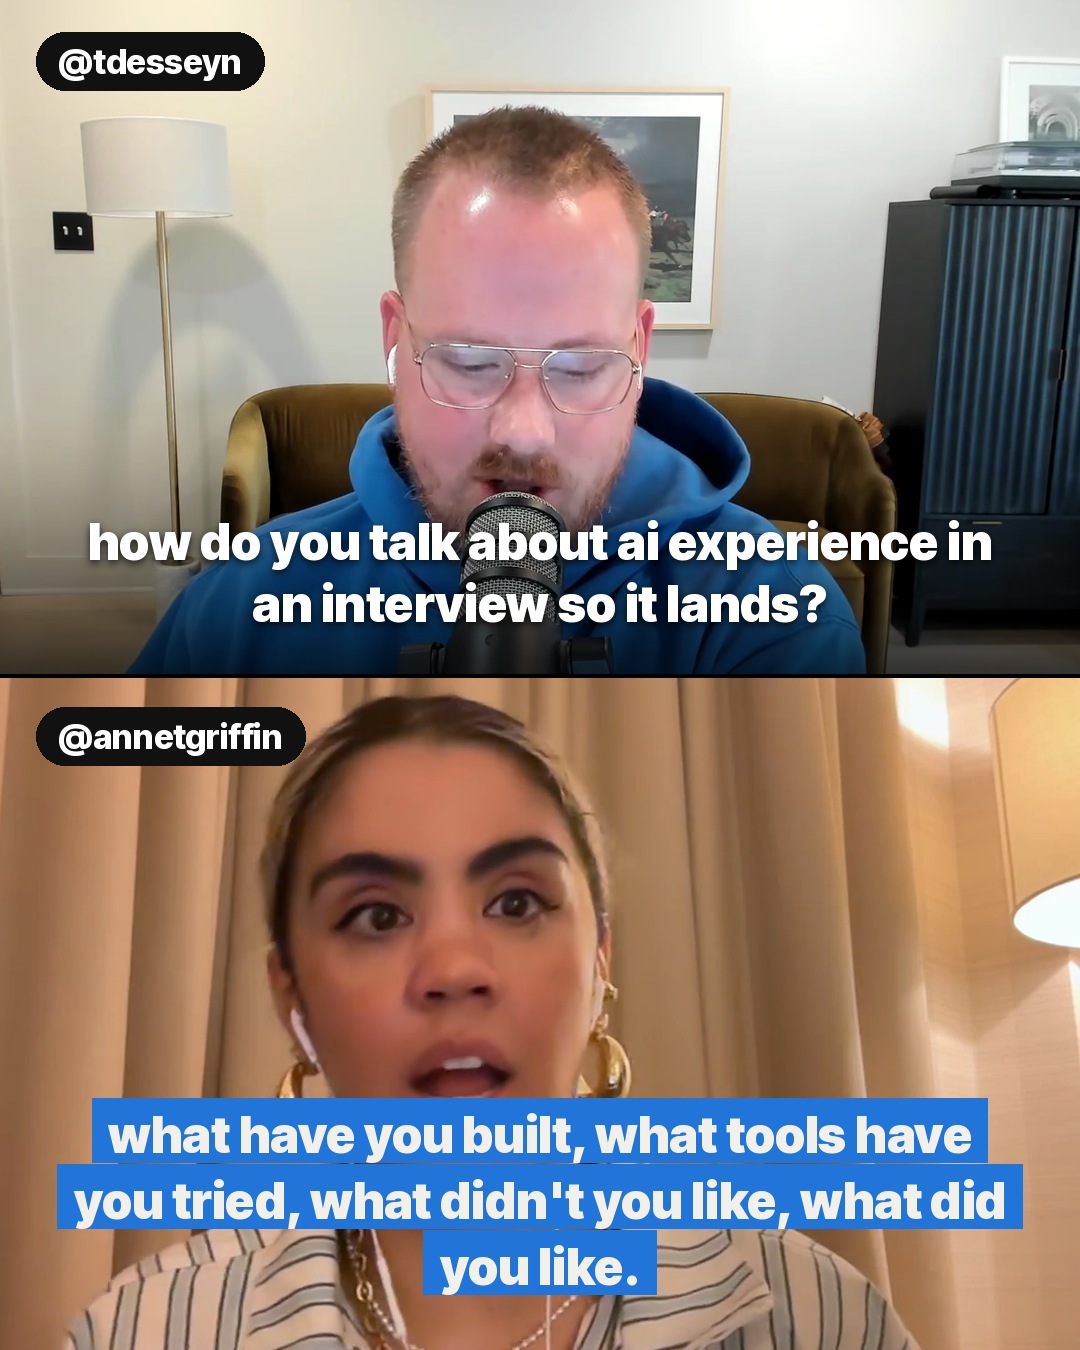 @tdesseyn
how do you talk about ai experience in
an interview so it lands?
@annetgriffin
what have you built, what tools have
you tried, what didn't you like, what did
you like.